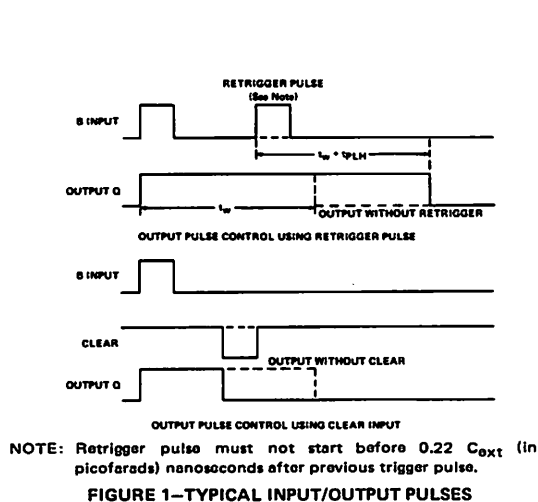 RETRIGGER PULSE
(See Note)
B INPUT
tw + tPLH
OUTPUT Q
tw
OUTPUT WITHOUT RETRIGGER
OUTPUT PULSE CONTROL USING RETRIGGER PULSE
B INPUT
CLEAR
OUTPUT WITHOUT CLEAR
OUTPUT Q
OUTPUT PULSE CONTROL USING CLEAR INPUT
NOTE: Retrigger pulse must not start before 0.22 Cext (in
picofarads) nanoseconds after previous trigger pulse.
FIGURE 1–TYPICAL INPUT/OUTPUT PULSES